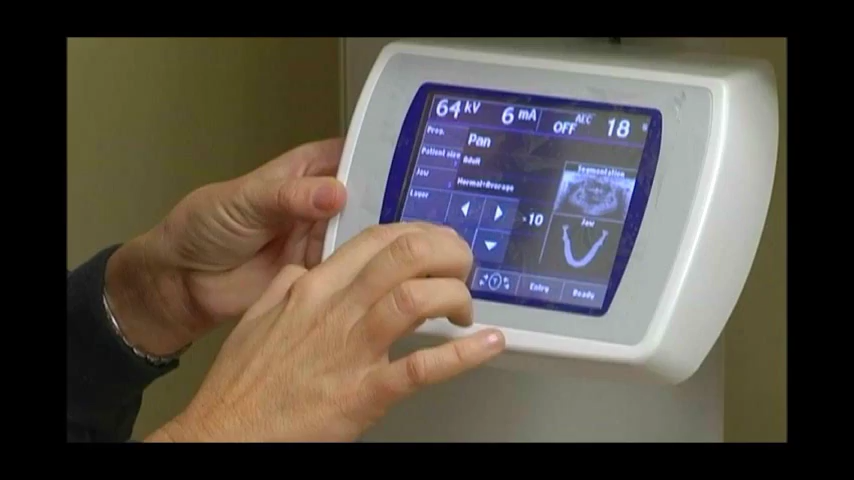 64 kV 6 mA AEC OFF 18
Prog. Pan
Patient size Adult
Jaw Normal+Average
Layer
-10
Segmentation
Jaw
T Entry Ready